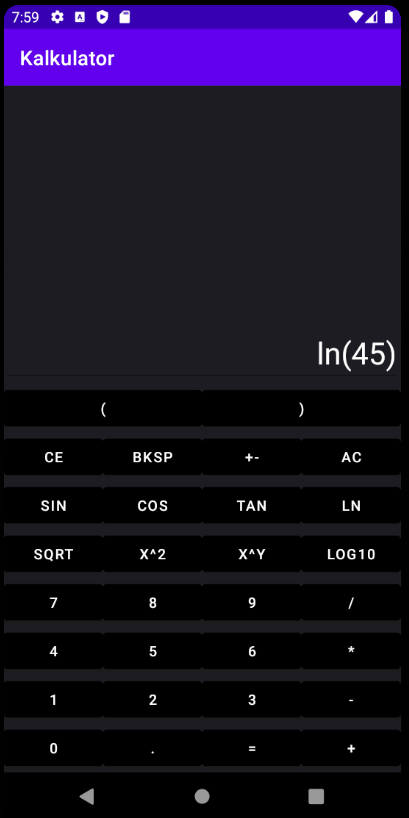 7:59
Kalkulator
ln(45)
( )
CE BKSP +- AC
SIN COS TAN LN
SQRT X^2 X^Y LOG10
7 8 9 /
4 5 6 *
1 2 3 -
0 . = +